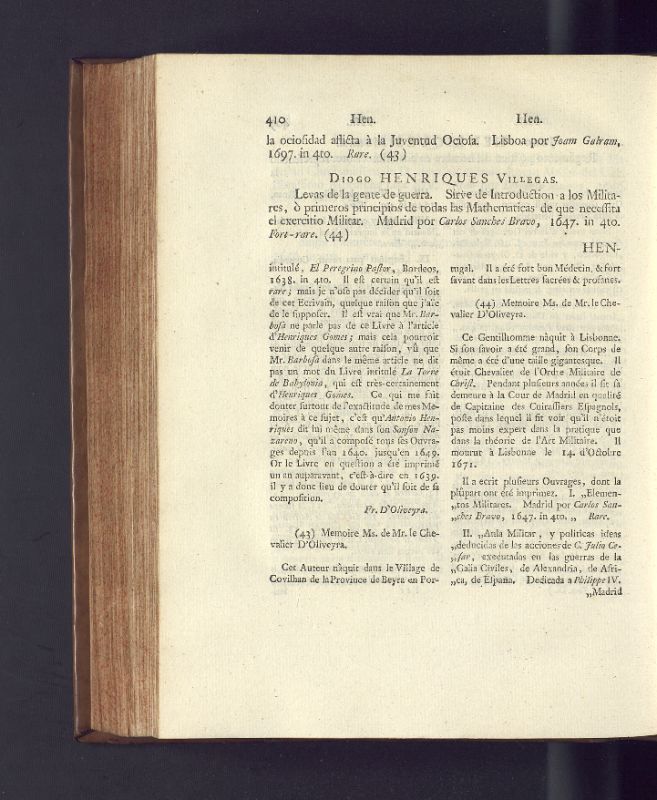 410 Hen. Hen.
la ociosidad aflicta à la Juventud Ociosa. Lisboa por Joam Galram,
1697. in 4to. Rare. (43)
DIOGO HENRIQUES VILLEGAS.
Levas de la gente de guerra. Sirve de Introduction a los Milita-
res, ò primeros principios de todas las Mathematicas de que necessita
el exercitio Militar. Madrid por Carlos Sanches Bravo, 1647. in 4to.
Fort-rare. (44)
HEN-
intitulé, El Peregrino Pastor, Bordeos,
1638. in 4to. Il est certain qu'il est
rare; mais je n'ose pas décider qu'il soit
de cet Ecrivain, quelque raison que j'aïe
de le supposer. Il est vrai que Mr. Bar-
bosa ne parle pas de ce Livre à l'article
d'Henriques Gomes; mais cela pourroit
venir de quelque autre raison, vû que
Mr. Barbosa dans le même article ne dit
pas un mot du Livre intitulé La Torre
de Babylonia, qui est très-certainement
d'Henriques Gomes. Ce qui me fait
douter surtout de l'exactitude de mes Mé-
moires à ce sujet, c'est qu'Antonio Hen-
riques dit lui même dans son Sanson Na-
zareno, qu'il a composé tous ses Ouvra-
ges depuis l'an 1640. jusqu'en 1649.
Or le Livre en question a été imprimé
un an auparavant, c'est-à-dire en 1639.
il y a donc lieu de douter qu'il soit de sa
composition.
Fr. D'Oliveyra.
(43) Memoire Ms. de Mr. le Che-
valier D'Oliveyra.
Cet Auteur nâquit dans le Village de
Covilhan de la Province de Beyra en Por-
tugal. Il a été fort bon Médecin, & fort
savant dans les Lettres sacrées & profanes.
(44) Memoire Ms. de Mr. le Che-
valier D'Oliveyra.
Ce Gentilhomme nâquit à Lisbonne.
Si son savoir a été grand, son Corps de
même a été d'une taille gigantesque. Il
étoit Chevalier de l'Ordre Militaire de
Christ. Pendant plusieurs années il fit sa
demeure à la Cour de Madrid en qualité
de Capitaine des Cuirassiers Espagnols,
poste dans lequel il fit voir qu'il n'étoit
pas moins expert dans la pratique que
dans la théorie de l'Art Militaire. Il
mourut à Lisbonne le 14. d'Octobre
1671.
Il a ecrit plusieurs Ouvrages, dont la
plûpart ont été imprimez. I. „Elemen-
„tos Militares. Madrid por Carlos San-
„ches Bravo, 1647. in 4to. „ Rare.
II. „Aula Militar, y politicas ideas
„deducidas de las acciones de C. Julio Ce-
„sar, executadas en las guerras de la
„Galia Civiles, de Alexandria, de Afri-
„ca, de España. Dedicada a Philippe IV.
„Madrid